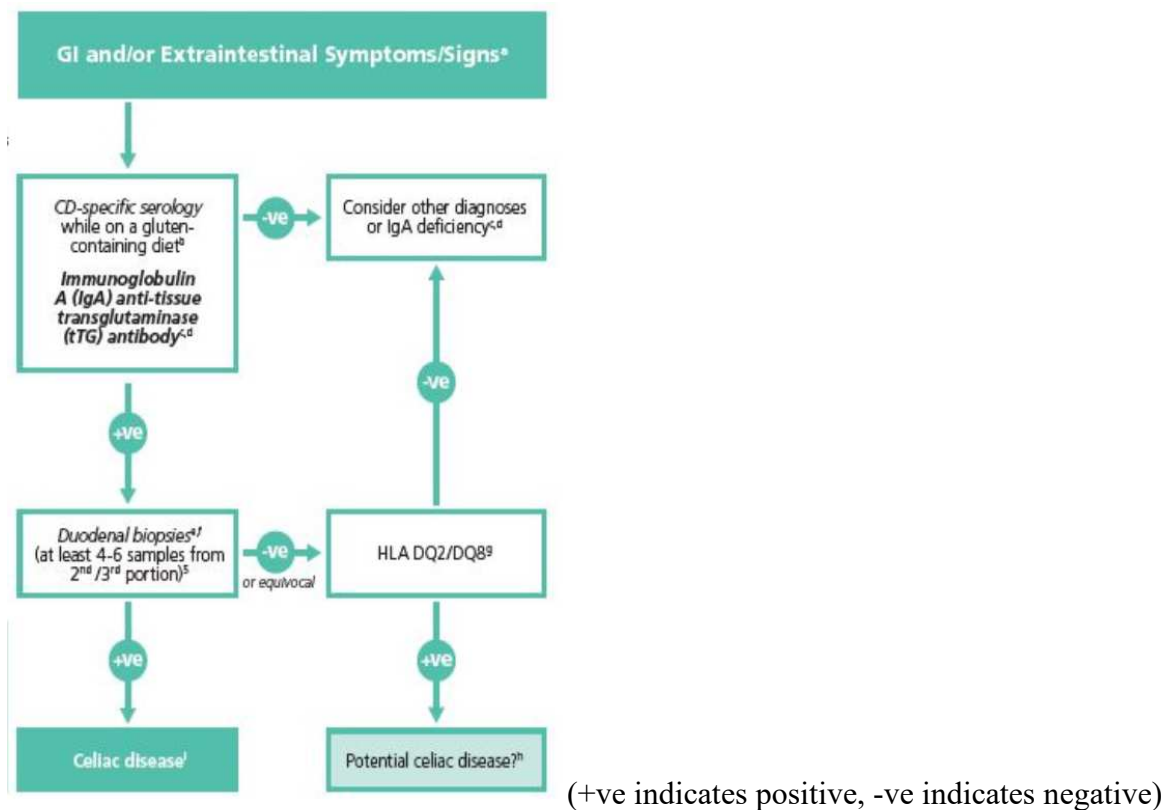 GI and/or Extraintestinal Symptoms/Signsᵃ
CD-specific serology
while on a gluten-
containing dietᵇ
Immunoglobulin
A (IgA) anti-tissue
transglutaminase
(tTG) antibodyᶜ,ᵈ
-ve
Consider other diagnoses
or IgA deficiencyᶜ,ᵈ
+ve
-ve
Duodenal biopsiesᵉ,ᶠ
(at least 4-6 samples from
2ⁿᵈ/3ʳᵈ portion)⁵
-ve
or equivocal
HLA DQ2/DQ8ᵍ
+ve
+ve
Celiac diseaseⁱ
Potential celiac disease?ʰ
(+ve indicates positive, -ve indicates negative)